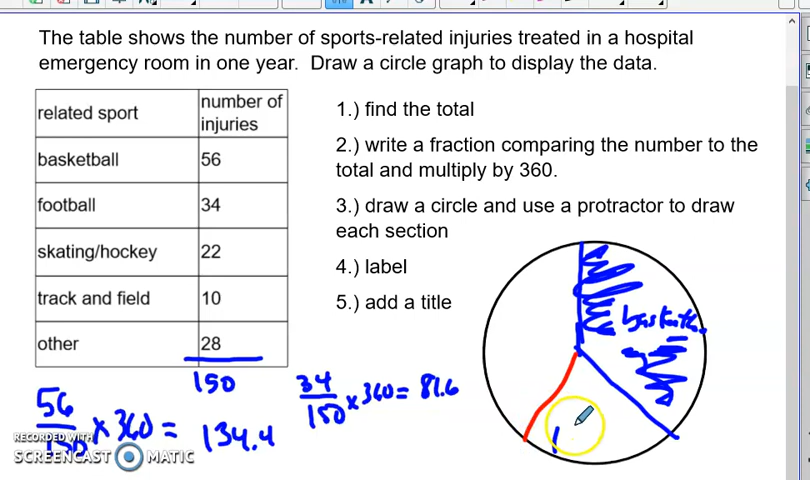 The table shows the number of sports-related injuries treated in a hospital
emergency room in one year. Draw a circle graph to display the data.
related sport
number of
injuries
basketball 56
football 34
skating/hockey 22
track and field 10
other 28
150
1.) find the total
2.) write a fraction comparing the number to the
total and multiply by 360.
3.) draw a circle and use a protractor to draw
each section
4.) label
5.) add a title
56/150 × 360 = 134.4
34/150 × 360 = 81.6
RECORDED WITH
SCREENCAST MATIC